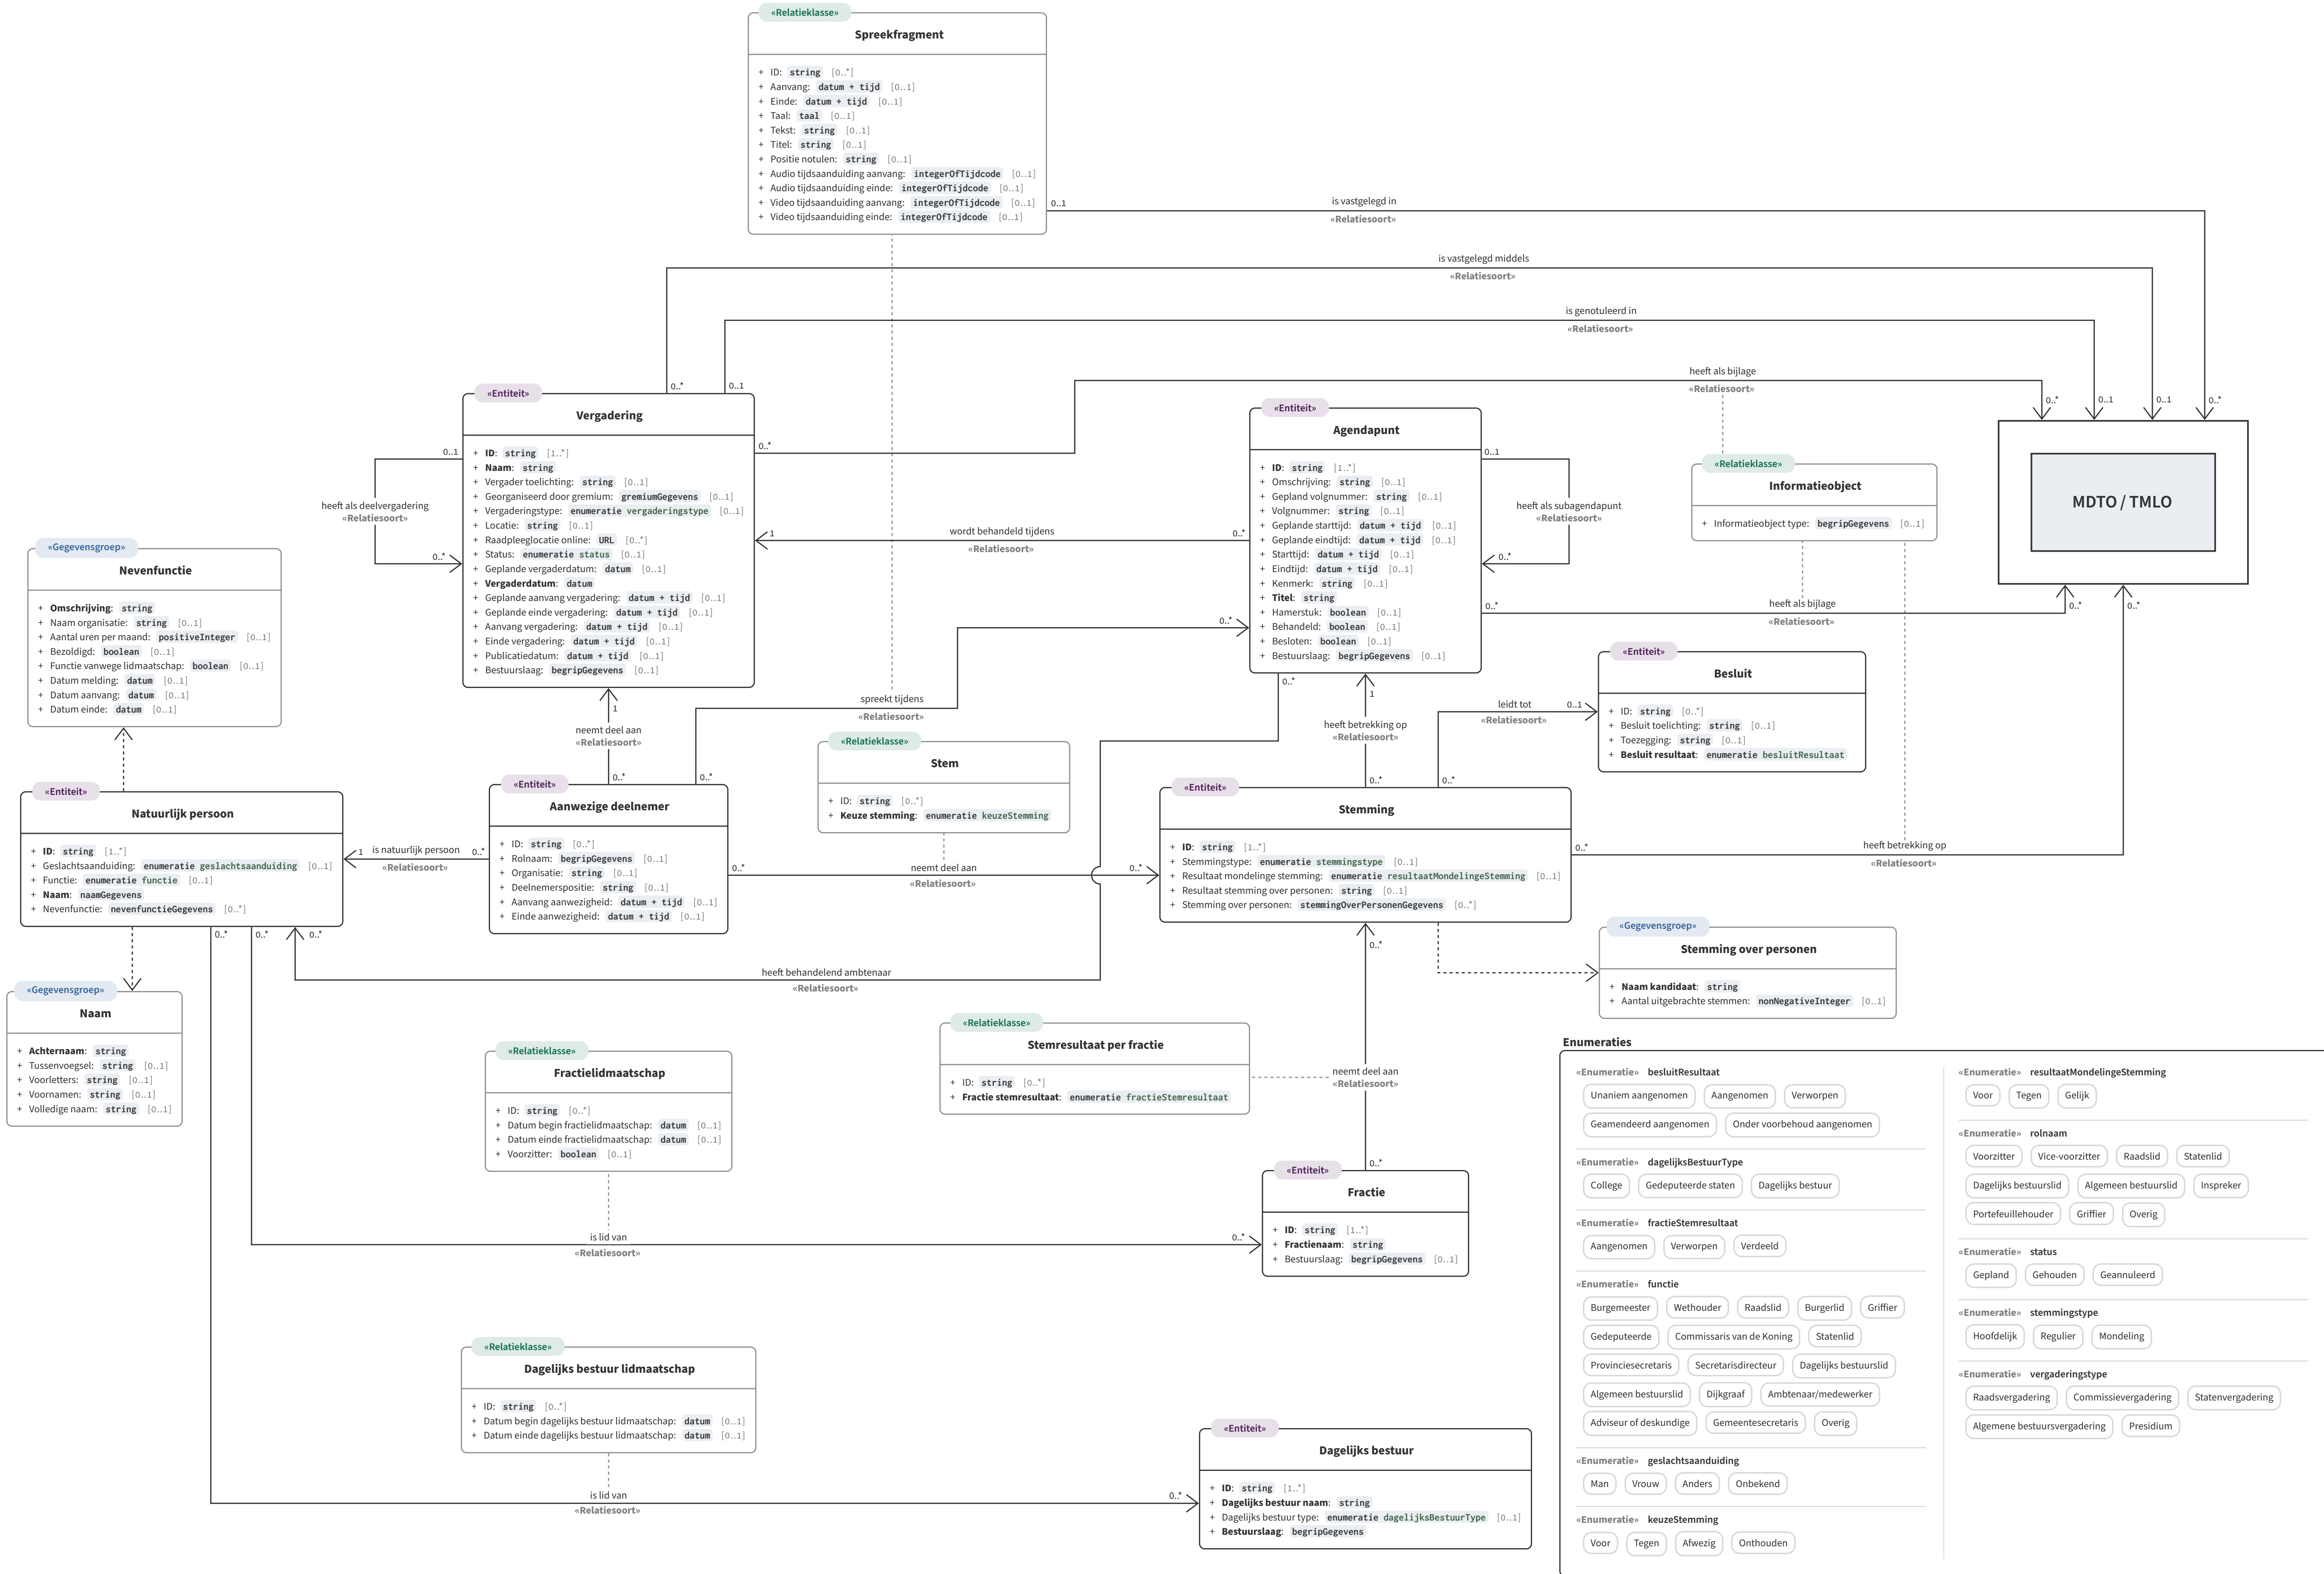 «Relatieklasse»
Spreekfragment
+ ID: string [0..*]
+ Aanvang: datum + tijd [0..1]
+ Einde: datum + tijd [0..1]
+ Taal: taal [0..1]
+ Tekst: string [0..1]
+ Titel: string [0..1]
+ Positie notulen: string [0..1]
+ Audio tijdsaanduiding aanvang: integerOfTijdcode [0..1]
+ Audio tijdsaanduiding einde: integerOfTijdcode [0..1]
+ Video tijdsaanduiding aanvang: integerOfTijdcode [0..1]
+ Video tijdsaanduiding einde: integerOfTijdcode [0..1]
0..1
is vastgelegd in
«Relatiesoort»
is vastgelegd middels
«Relatiesoort»
is genotuleerd in
«Relatiesoort»
heeft als bijlage
«Relatiesoort»
0..*
0..1
0..1
0..*
«Entiteit»
0..*
0..1
Vergadering
+ ID: string [1..*]
+ Naam: string
+ Vergader toelichting: string [0..1]
+ Georganiseerd door gremium: gremiumGegevens [0..1]
+ Vergaderingstype: enumeratie vergaderingstype [0..1]
+ Locatie: string [0..1]
+ Raadpleeglocatie online: URL [0..*]
+ Status: enumeratie status [0..1]
+ Geplande vergaderdatum: datum [0..1]
+ Vergaderdatum: datum
+ Geplande aanvang vergadering: datum + tijd [0..1]
+ Geplande einde vergadering: datum + tijd [0..1]
+ Aanvang vergadering: datum + tijd [0..1]
+ Einde vergadering: datum + tijd [0..1]
+ Publicatiedatum: datum + tijd [0..1]
+ Bestuurslaag: begripGegevens [0..1]
0..1
heeft als deelvergadering
«Relatiesoort»
0..*
0..*
1
wordt behandeld tijdens
«Relatiesoort»
0..*
«Entiteit»
Agendapunt
+ ID: string [1..*]
+ Omschrijving: string [0..1]
+ Gepland volgnummer: string [0..1]
+ Volgnummer: string [0..1]
+ Geplande starttijd: datum + tijd [0..1]
+ Geplande eindtijd: datum + tijd [0..1]
+ Starttijd: datum + tijd [0..1]
+ Eindtijd: datum + tijd [0..1]
+ Kenmerk: string [0..1]
+ Titel: string
+ Hamerstuk: boolean [0..1]
+ Behandeld: boolean [0..1]
+ Besloten: boolean [0..1]
+ Bestuurslaag: begripGegevens [0..1]
0..1
heeft als subagendapunt
«Relatiesoort»
0..*
«Relatieklasse»
Informatieobject
+ Informatieobject type: begripGegevens [0..1]
MDTO / TMLO
0..*
heeft als bijlage
«Relatiesoort»
0..*
0..*
«Gegevensgroep»
Nevenfunctie
+ Omschrijving: string
+ Naam organisatie: string [0..1]
+ Aantal uren per maand: positiveInteger [0..1]
+ Bezoldigd: boolean [0..1]
+ Functie vanwege lidmaatschap: boolean [0..1]
+ Datum melding: datum [0..1]
+ Datum aanvang: datum [0..1]
+ Datum einde: datum [0..1]
0..*
spreekt tijdens
«Relatiesoort»
0..*
1
neemt deel aan
«Relatiesoort»
0..*
0..*
1
heeft betrekking op
«Relatiesoort»
0..*
leidt tot
«Relatiesoort»
0..1
0..*
«Entiteit»
Besluit
+ ID: string [0..*]
+ Besluit toelichting: string [0..1]
+ Toezegging: string [0..1]
+ Besluit resultaat: enumeratie besluitResultaat
«Relatieklasse»
Stem
+ ID: string [0..*]
+ Keuze stemming: enumeratie keuzeStemming
«Entiteit»
Natuurlijk persoon
+ ID: string [1..*]
+ Geslachtsaanduiding: enumeratie geslachtsaanduiding [0..1]
+ Functie: enumeratie functie [0..1]
+ Naam: naamGegevens
+ Nevenfunctie: nevenfunctieGegevens [0..*]
1
is natuurlijk persoon
«Relatiesoort»
0..*
«Entiteit»
Aanwezige deelnemer
+ ID: string [0..*]
+ Rolnaam: begripGegevens [0..1]
+ Organisatie: string [0..1]
+ Deelnemerspositie: string [0..1]
+ Aanvang aanwezigheid: datum + tijd [0..1]
+ Einde aanwezigheid: datum + tijd [0..1]
0..*
neemt deel aan
«Relatiesoort»
0..*
«Entiteit»
Stemming
+ ID: string [1..*]
+ Stemmingstype: enumeratie stemmingstype [0..1]
+ Resultaat mondelinge stemming: enumeratie resultaatMondelingeStemming [0..1]
+ Resultaat stemming over personen: string [0..1]
+ Stemming over personen: stemmingOverPersonenGegevens [0..*]
0..*
heeft betrekking op
«Relatiesoort»
0..*
0..*
0..*
0..*
heeft behandelend ambtenaar
«Relatiesoort»
«Gegevensgroep»
Stemming over personen
+ Naam kandidaat: string
+ Aantal uitgebrachte stemmen: nonNegativeInteger [0..1]
«Gegevensgroep»
Naam
+ Achternaam: string
+ Tussenvoegsel: string [0..1]
+ Voorletters: string [0..1]
+ Voornamen: string [0..1]
+ Volledige naam: string [0..1]
«Relatieklasse»
Fractielidmaatschap
+ ID: string [0..*]
+ Datum begin fractielidmaatschap: datum [0..1]
+ Datum einde fractielidmaatschap: datum [0..1]
+ Voorzitter: boolean [0..1]
«Relatieklasse»
Stemresultaat per fractie
+ ID: string [0..*]
+ Fractie stemresultaat: enumeratie fractieStemresultaat
neemt deel aan
«Relatiesoort»
0..*
«Entiteit»
Fractie
+ ID: string [1..*]
+ Fractienaam: string
+ Bestuurslaag: begripGegevens [0..1]
is lid van
«Relatiesoort»
0..*
«Relatieklasse»
Dagelijks bestuur lidmaatschap
+ ID: string [0..*]
+ Datum begin dagelijks bestuur lidmaatschap: datum [0..1]
+ Datum einde dagelijks bestuur lidmaatschap: datum [0..1]
is lid van
«Relatiesoort»
0..*
«Entiteit»
Dagelijks bestuur
+ ID: string [1..*]
+ Dagelijks bestuur naam: string
+ Dagelijks bestuur type: enumeratie dagelijksBestuurType [0..1]
+ Bestuurslaag: begripGegevens
Enumeraties
«Enumeratie» besluitResultaat
Unaniem aangenomen Aangenomen Verworpen
Geamendeerd aangenomen Onder voorbehoud aangenomen
«Enumeratie» dagelijksBestuurType
College Gedeputeerde staten Dagelijks bestuur
«Enumeratie» fractieStemresultaat
Aangenomen Verworpen Verdeeld
«Enumeratie» functie
Burgemeester Wethouder Raadslid Burgerlid Griffier
Gedeputeerde Commissaris van de Koning Statenlid
Provinciesecretaris Secretarisdirecteur Dagelijks bestuurslid
Algemeen bestuurslid Dijkgraaf Ambtenaar/medewerker
Adviseur of deskundige Gemeentesecretaris Overig
«Enumeratie» geslachtsaanduiding
Man Vrouw Anders Onbekend
«Enumeratie» keuzeStemming
Voor Tegen Afwezig Onthouden
«Enumeratie» resultaatMondelingeStemming
Voor Tegen Gelijk
«Enumeratie» rolnaam
Voorzitter Vice-voorzitter Raadslid Statenlid
Dagelijks bestuurslid Algemeen bestuurslid Inspreker
Portefeuillehouder Griffier Overig
«Enumeratie» status
Gepland Gehouden Geannuleerd
«Enumeratie» stemmingstype
Hoofdelijk Regulier Mondeling
«Enumeratie» vergaderingstype
Raadsvergadering Commissievergadering Statenvergadering
Algemene bestuursvergadering Presidium